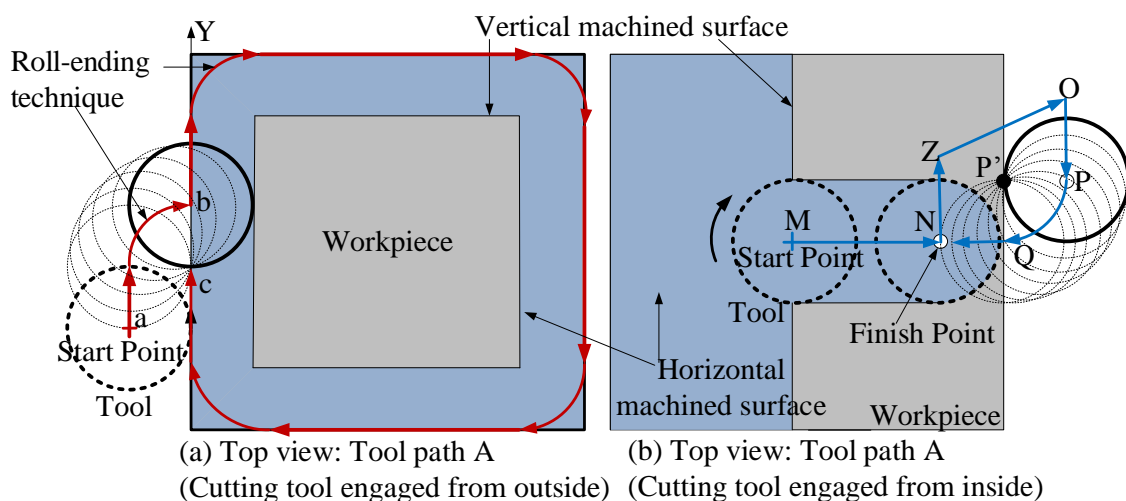 Y
Roll-ending
technique
b
c
a
Start Point
Tool
Workpiece
Vertical machined surface
O
Z
P’
P
M
N
Q
Start Point
Tool
Finish Point
Horizontal
machined surface
Workpiece
(a) Top view: Tool path A
(Cutting tool engaged from outside)
(b) Top view: Tool path A
(Cutting tool engaged from inside)